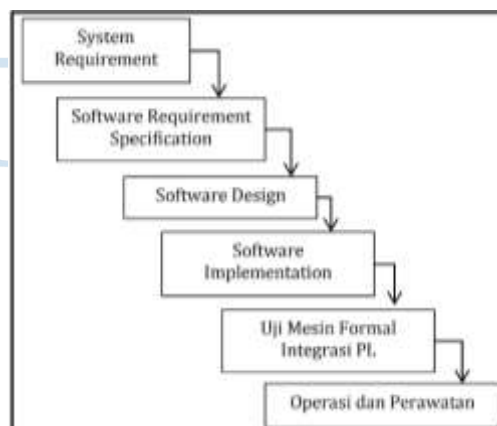 System
Requirement
Software Requirement
Specification
Software Design
Software
Implementation
Uji Mesin Formal
Integrasi PL
Operasi dan Perawatan